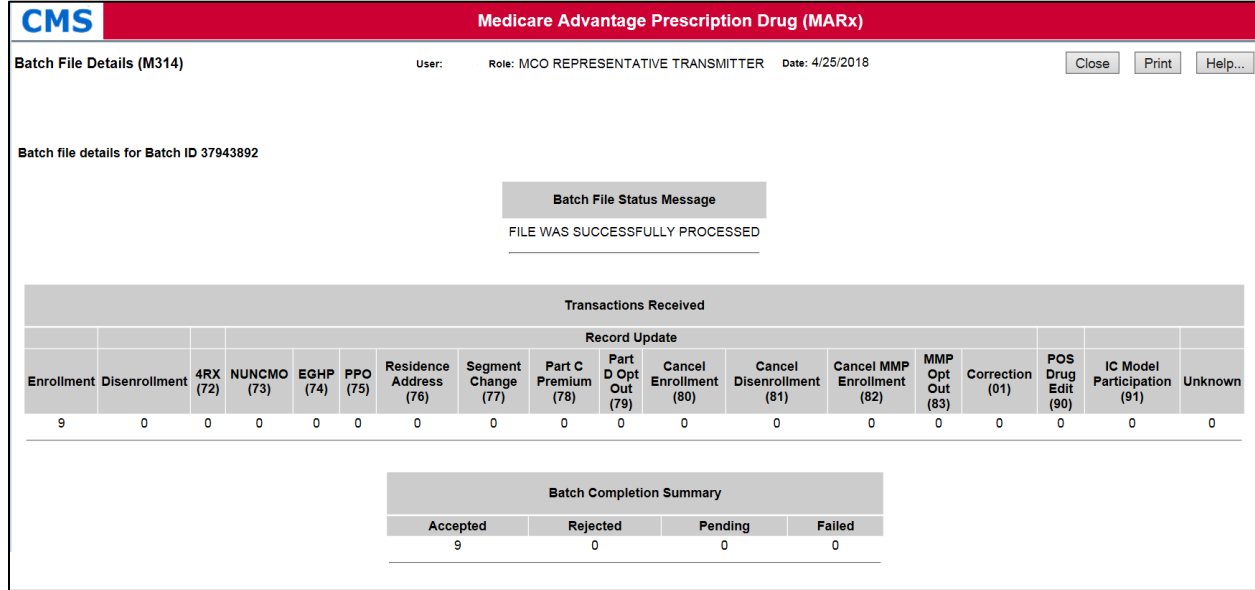 CMS
Medicare Advantage Prescription Drug (MARx)
Batch File Details (M314)
User: Role: MCO REPRESENTATIVE TRANSMITTER Date: 4/25/2018
Close Print Help...
Batch file details for Batch ID 37943892
Batch File Status Message
FILE WAS SUCCESSFULLY PROCESSED
Transactions Received
Record Update
Enrollment Disenrollment 4RX (72) NUNCMO (73) EGHP (74) PPO (75) Residence Address (76) Segment Change (77) Part C Premium (78) Part D Opt Out (79) Cancel Enrollment (80) Cancel Disenrollment (81) Cancel MMP Enrollment (82) MMP Opt Out (83) Correction (01) POS Drug Edit (90) IC Model Participation (91) Unknown
9 0 0 0 0 0 0 0 0 0 0 0 0 0 0 0 0 0
Batch Completion Summary
Accepted Rejected Pending Failed
9 0 0 0